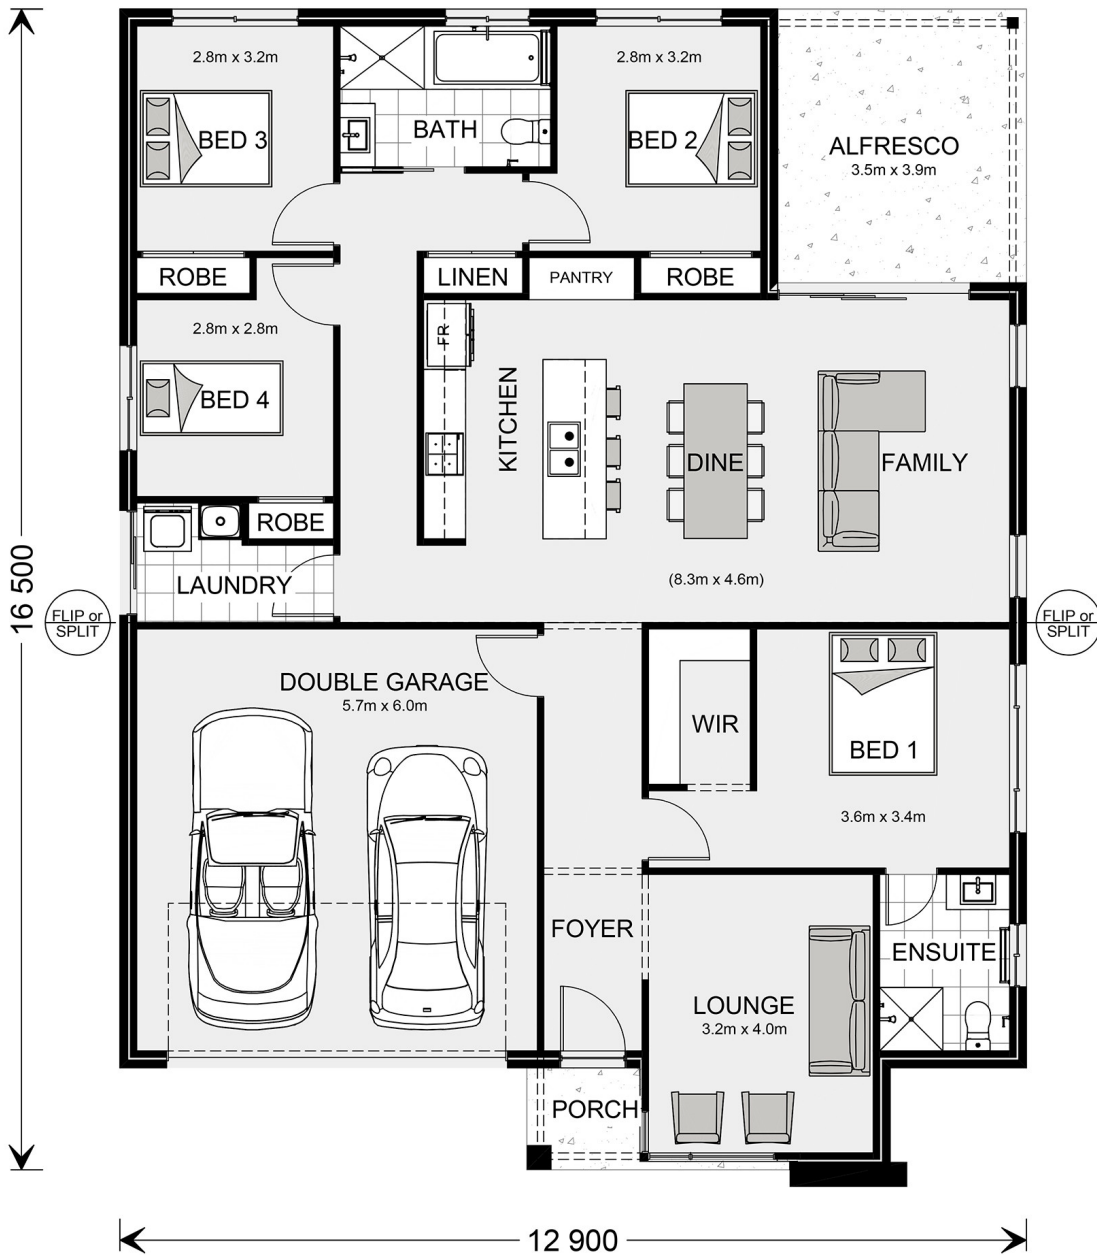 2.8m x 3.2m
BED 3
BATH
2.8m x 3.2m
BED 2
ALFRESCO
3.5m x 3.9m
ROBE
LINEN
PANTRY
ROBE
2.8m x 2.8m
BED 4
FR
KITCHEN
DINE
FAMILY
ROBE
LAUNDRY
(8.3m x 4.6m)
16 500
FLIP or
SPLIT
FLIP or
SPLIT
DOUBLE GARAGE
5.7m x 6.0m
WIR
BED 1
3.6m x 3.4m
FOYER
ENSUITE
LOUNGE
3.2m x 4.0m
PORCH
12 900